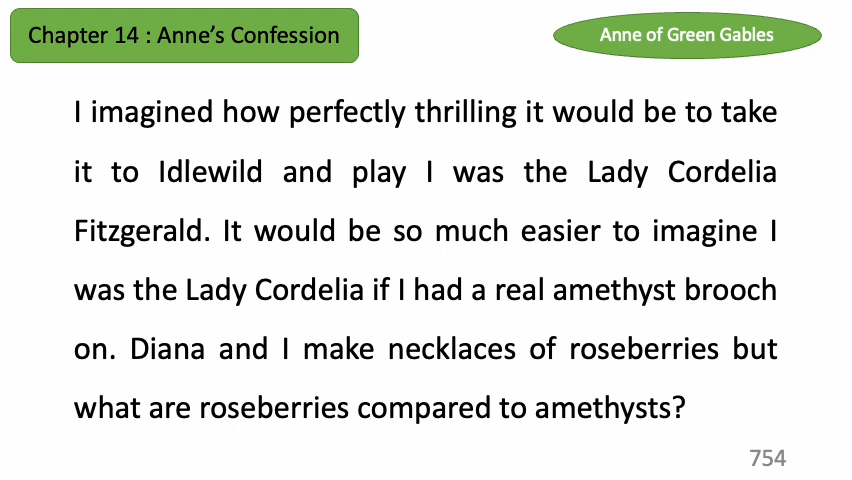 Chapter 14 : Anne’s Confession
Anne of Green Gables
I imagined how perfectly thrilling it would be to take
it to Idlewild and play I was the Lady Cordelia
Fitzgerald. It would be so much easier to imagine I
was the Lady Cordelia if I had a real amethyst brooch
on. Diana and I make necklaces of roseberries but
what are roseberries compared to amethysts?
754